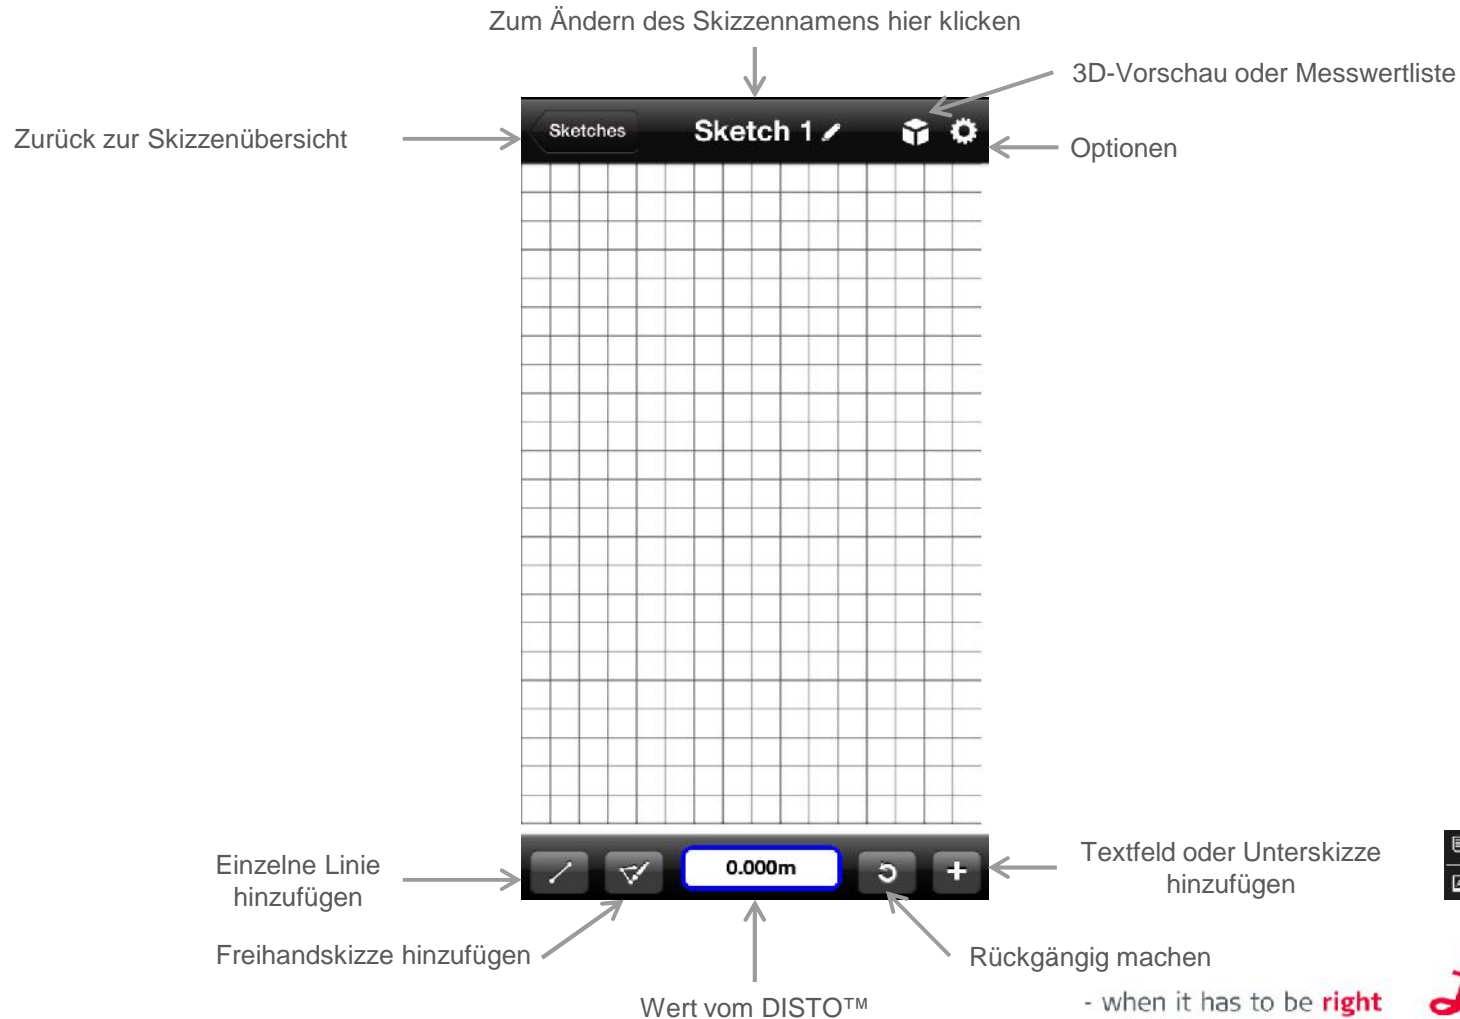 Zum Ändern des Skizzennamens hier klicken
3D-Vorschau oder Messwertliste
Zurück zur Skizzenübersicht
Sketches
Sketch 1
Optionen
Einzelne Linie
hinzufügen
0.000m
Textfeld oder Unterskizze
hinzufügen
Freihandskizze hinzufügen
Rückgängig machen
Wert vom DISTO™
- when it has to be right